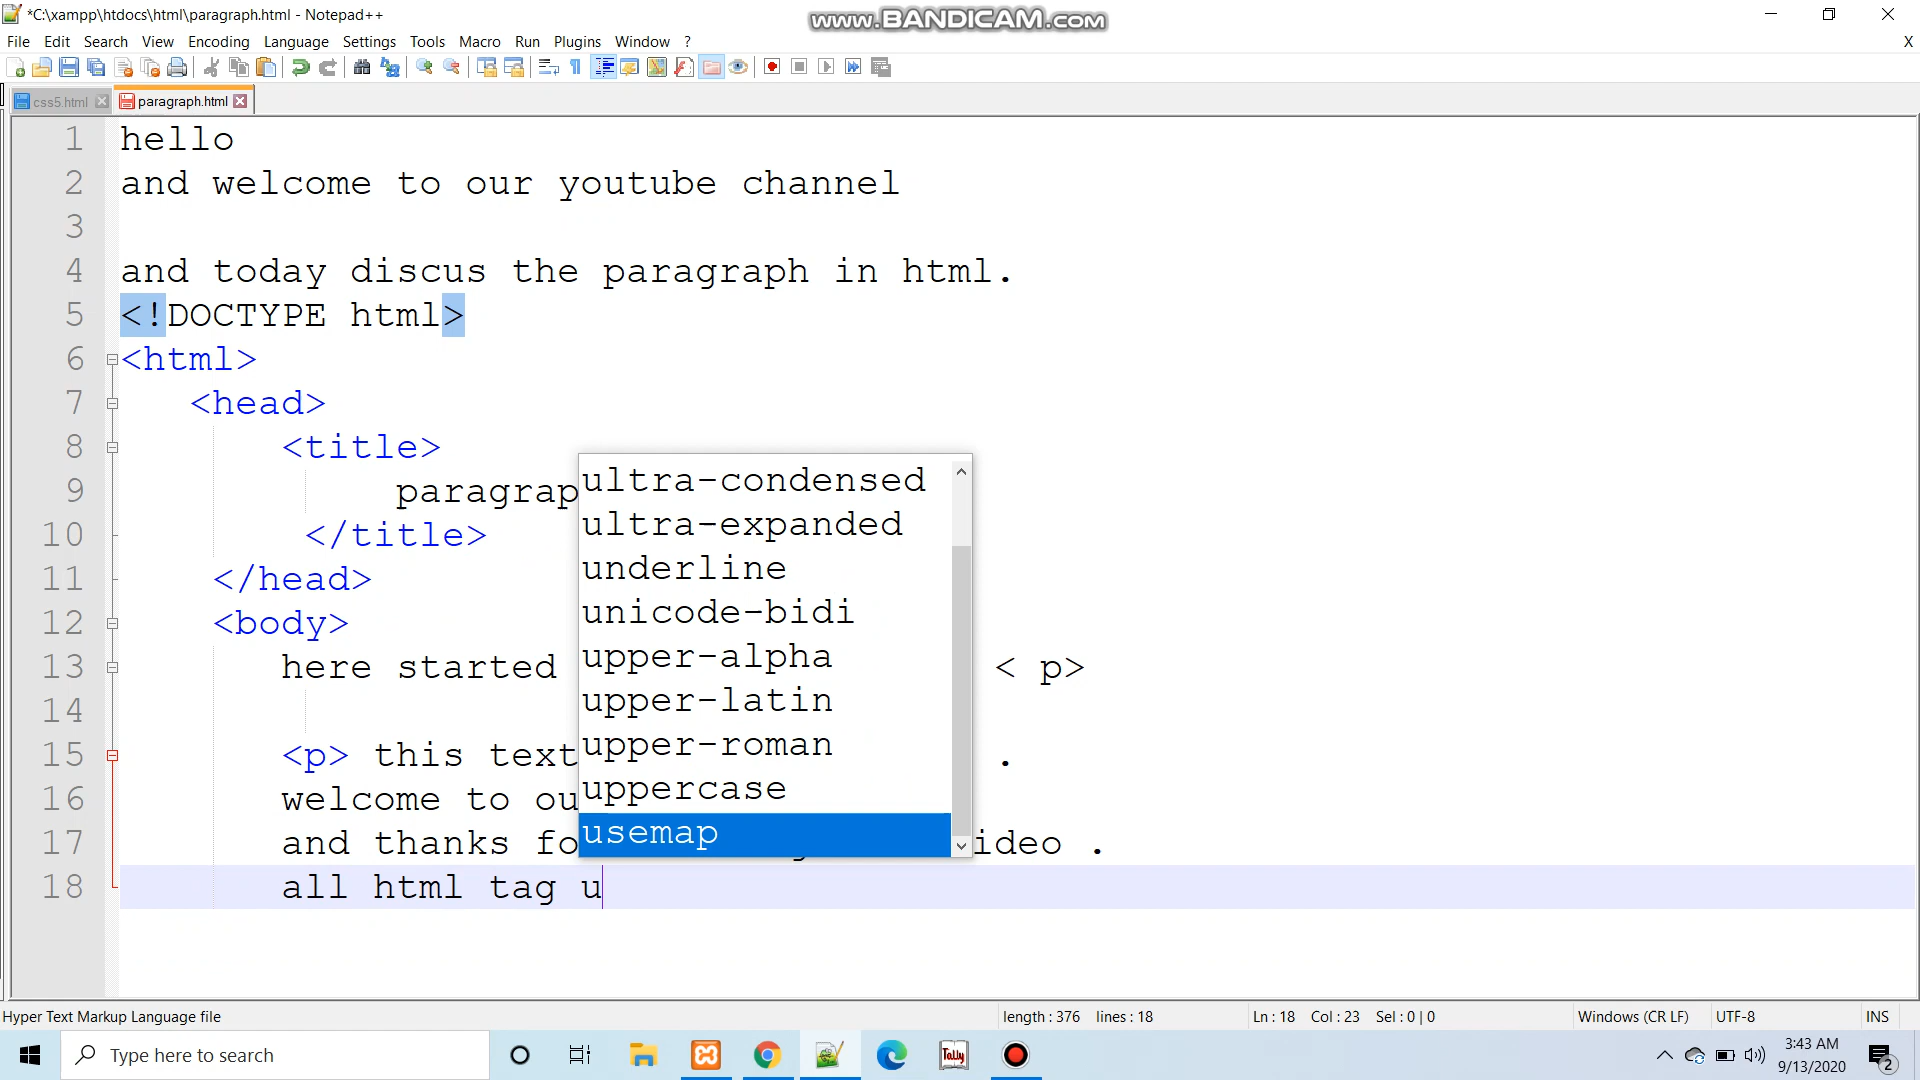 *C:\xampp\htdocs\html\paragraph.html - Notepad++
www.BANDICAM.com
File Edit Search View Encoding Language Settings Tools Macro Run Plugins Window ? X
css5.html paragraph.html
1 hello
2 and welcome to our youtube channel
3
4 and today discus the paragraph in html.
5 <!DOCTYPE html>
6 <html>
7 <head>
8 <title>
ultra-condensed
9 paragrap
ultra-expanded
10 </title>
underline
11 </head>
unicode-bidi
12 <body>
upper-alpha
13 here started < p>
upper-latin
14
upper-roman
15 <p> this text .
uppercase
16 welcome to ou
usemap
17 and thanks fo ideo .
18 all html tag u
Hyper Text Markup Language file length : 376 lines : 18 Ln : 18 Col : 23 Sel : 0 | 0 Windows (CR LF) UTF-8 INS
Type here to search
Tally
3:43 AM
9/13/2020
2